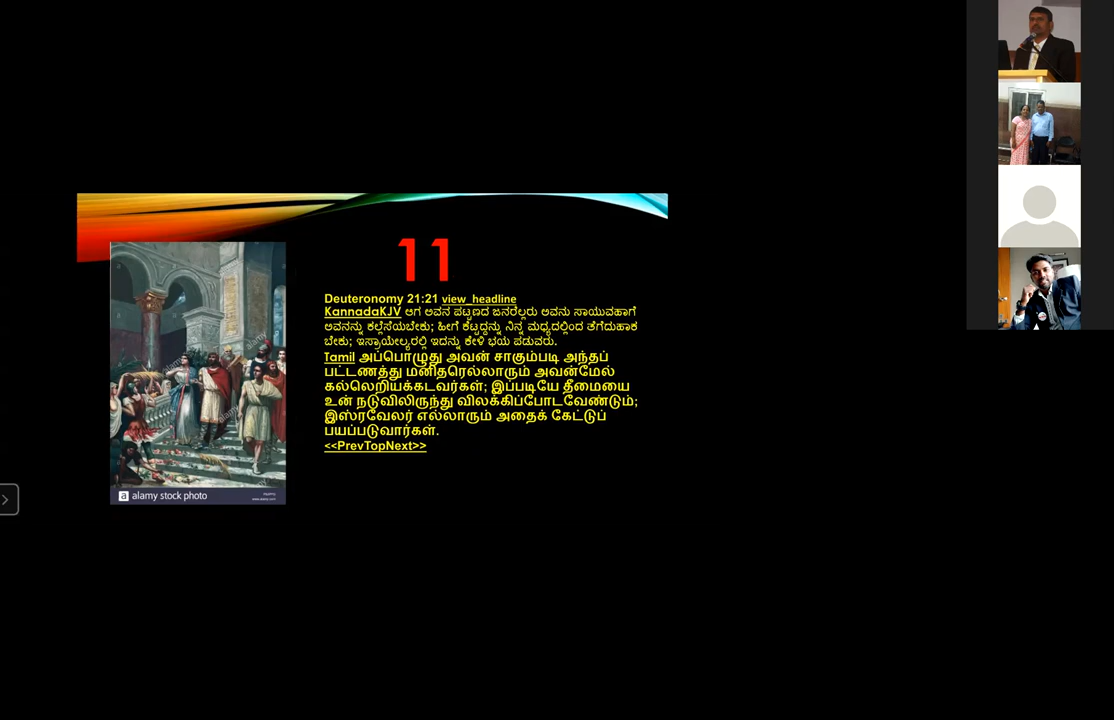 11
Deuteronomy 21:21 view_headline
KannadaKJV ಆಗ ಅವನ ಪಟ್ಟಣದ ಜನರೆಲ್ಲರು ಅವನು ಸಾಯುವಹಾಗೆ
ಅವನನ್ನು ಕಲ್ಲೆಸೆಯಬೇಕು; ಹೀಗೆ ಕೆಟ್ಟದ್ದನ್ನು ನಿನ್ನ ಮಧ್ಯದಲ್ಲಿಂದ ತೆಗೆದುಹಾಕ
ಬೇಕು; ಇಸ್ರಾಯೇಲ್ಯರಲ್ಲಿ ಇದನ್ನು ಕೇಳಿ ಭಯ ಪಡುವರು.
Tamil அப்பொழுது அவன் சாகும்படி அந்தப்
பட்டணத்து மனிதரெல்லாரும் அவன்மேல்
கல்லெறியக்கடவர்கள்; இப்படியே தீமையை
உன் நடுவிலிருந்து விலக்கிப்போடவேண்டும்;
இஸ்ரவேலர் எல்லாரும் அதைக் கேட்டுப்
பயப்படுவார்கள்.
<<PrevTopNext>>
a alamy stock photo